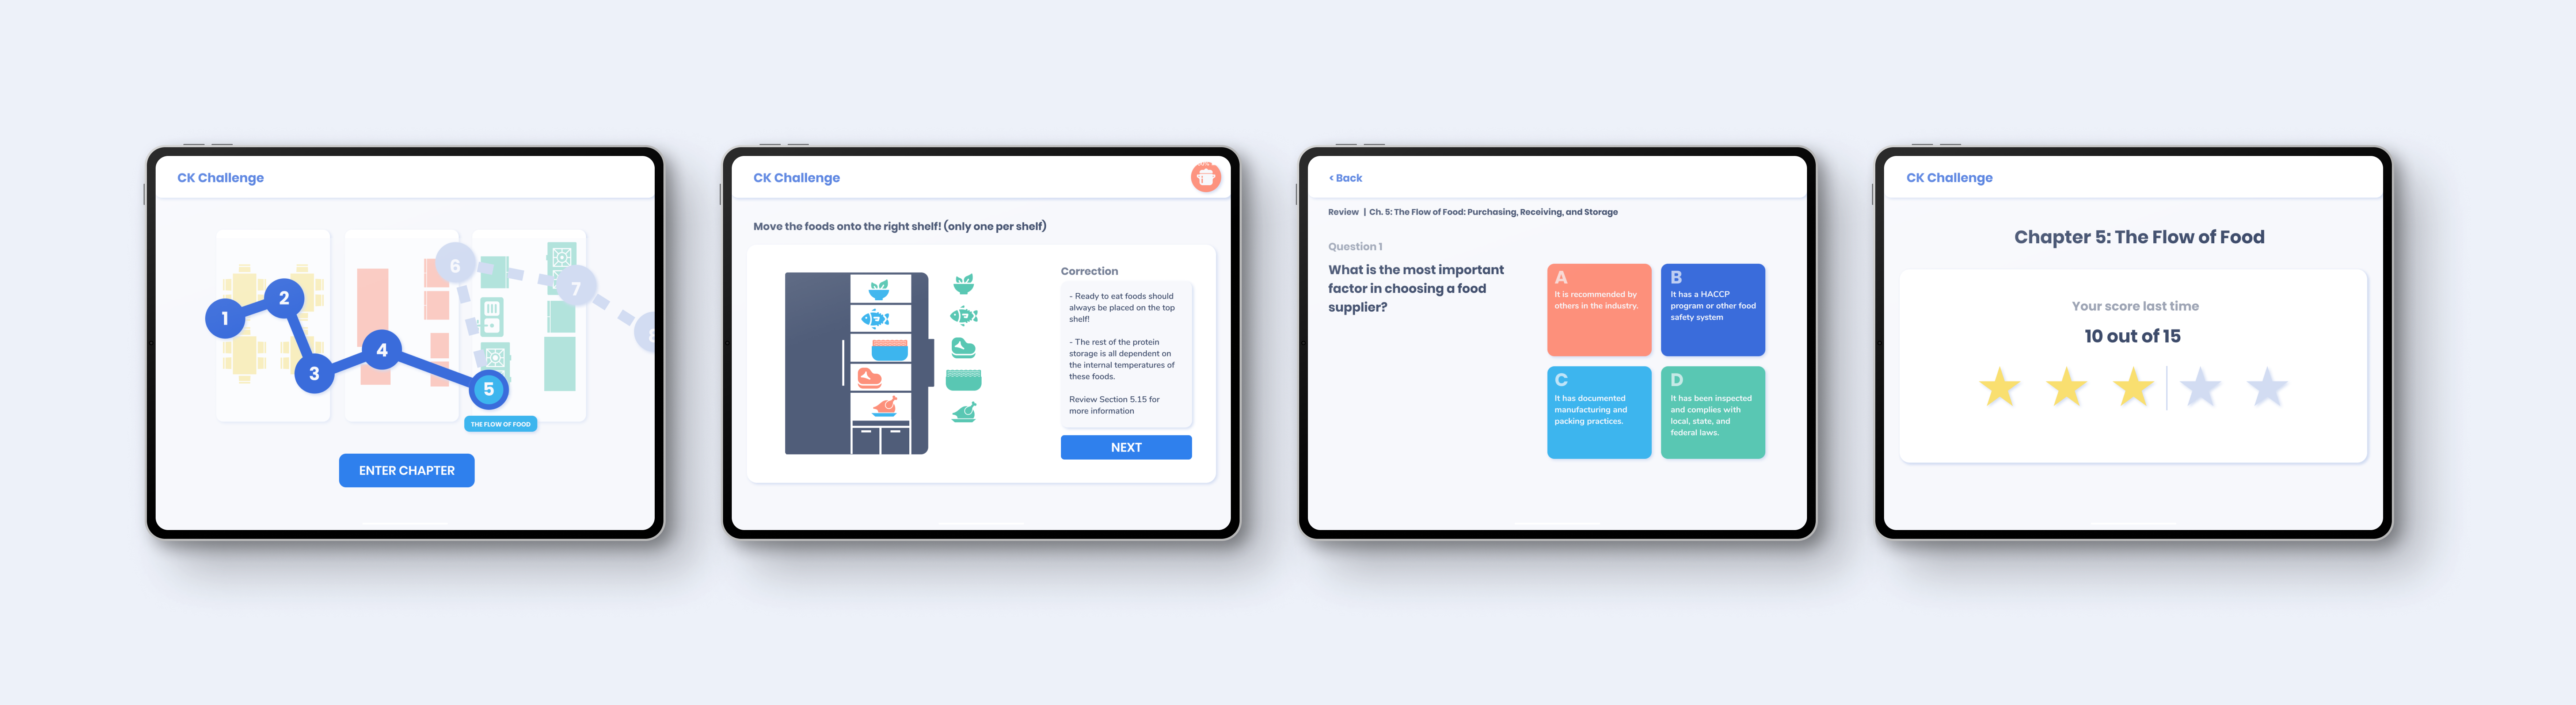 CK Challenge
1
2
3
4
5
6
7
8
THE FLOW OF FOOD
ENTER CHAPTER
CK Challenge
Move the foods onto the right shelf! (only one per shelf)
Correction
- Ready to eat foods should
always be placed on the top
shelf!
- The rest of the protein
storage is all dependent on
the internal temperatures of
these foods.
Review Section 5.15 for
more information
NEXT
< Back
Review | Ch. 5: The Flow of Food: Purchasing, Receiving, and Storage
Question 1
What is the most important
factor in choosing a food
supplier?
A
It is recommended by
others in the industry.
B
It has a HACCP
program or other food
safety system
C
It has documented
manufacturing and
packing practices.
D
It has been inspected
and complies with
local, state, and
federal laws.
CK Challenge
Chapter 5: The Flow of Food
Your score last time
10 out of 15